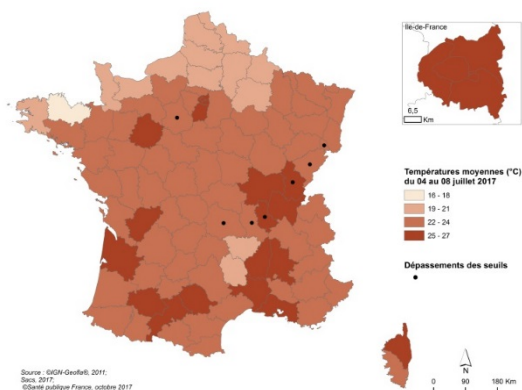 Ile-de-France
6,5
Km
Températures moyennes (°C)
du 04 au 08 juillet 2017
16 - 18
19 - 21
22 - 24
25 - 27
Dépassements des seuils
N
0 90 180 Km
Source : ©IGN-Geofla®, 2011;
Sacs, 2017;
©Santé publique France, octobre 2017